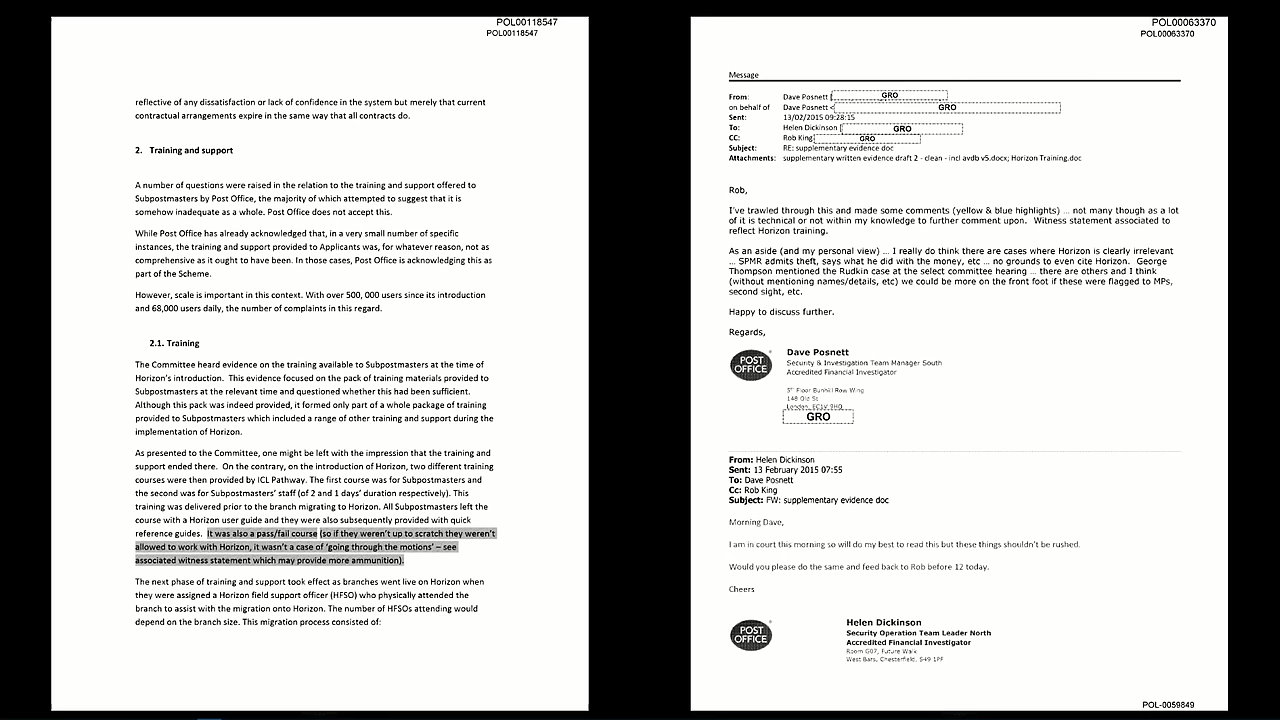 POL00118547
POL00118547
reflective of any dissatisfaction or lack of confidence in the system but merely that current
contractual arrangements expire in the same way that all contracts do.
2. Training and support
A number of questions were raised in the relation to the training and support offered to
Subpostmasters by Post Office, the majority of which attempted to suggest that it is
somehow inadequate as a whole. Post Office does not accept this.
While Post Office has already acknowledged that, in a very small number of specific
instances, the training and support provided to Applicants was, for whatever reason, not as
comprehensive as it ought to have been. In those cases, Post Office is acknowledging this as
part of the Scheme.
However, scale is important in this context. With over 500, 000 users since its introduction
and 68,000 users daily, the number of complaints in this regard.
2.1. Training
The Committee heard evidence on the training available to Subpostmasters at the time of
Horizon's introduction. This evidence focused on the pack of training materials provided to
Subpostmasters at the relevant time and questioned whether this had been sufficient.
Although this pack was indeed provided, it formed only part of a whole package of training
provided to Subpostmasters which included a range of other training and support during the
implementation of Horizon.
As presented to the Committee, one might be left with the impression that the training and
support ended there. On the contrary, on the introduction of Horizon, two different training
courses were then provided by ICL Pathway. The first course was for Subpostmasters and
the second was for Subpostmasters' staff (of 2 and 1 days' duration respectively). This
training was delivered prior to the branch migrating to Horizon. All Subpostmasters left the
course with a Horizon user guide and they were also subsequently provided with quick
reference guides. It was also a pass/fail course (so if they weren't up to scratch they weren't
allowed to work with Horizon, it wasn't a case of 'going through the motions' – see
associated witness statement which may provide more ammunition).
The next phase of training and support took effect as branches went live on Horizon when
they were assigned a Horizon field support officer (HFSO) who physically attended the
branch to assist with the migration onto Horizon. The number of HFSOs attending would
depend on the branch size. This migration process consisted of:
POL00063370
POL00063370
Message
From: Dave Posnett [ GRO
on behalf of Dave Posnett < GRO
Sent: 13/02/2015 09:28:15
To: Helen Dickinson [ GRO
CC: Rob King GRO
Subject: RE: supplementary evidence doc
Attachments: supplementary written evidence draft 2 - clean - incl avdb v5.docx; Horizon Training.doc
Rob,
I've trawled through this and made some comments (yellow & blue highlights) … not many though as a lot
of it is technical or not within my knowledge to further comment upon. Witness statement associated to
reflect Horizon training.
As an aside (and my personal view) … I really do think there are cases where Horizon is clearly irrelevant
… SPMR admits theft, says what he did with the money, etc … no grounds to even cite Horizon. George
Thompson mentioned the Rudkin case at the select committee hearing … there are others and I think
(without mentioning names/details, etc) we could be more on the front foot if these were flagged to MPs,
second sight, etc.
Happy to discuss further.
Regards,
POST
OFFICE
Dave Posnett
Security & Investigation Team Manager South
Accredited Financial Investigator
5th Floor Bunhill Row Wing
148 Old St
London, EC1V 9HQ
GRO
From: Helen Dickinson
Sent: 13 February 2015 07:55
To: Dave Posnett
Cc: Rob King
Subject: FW: supplementary evidence doc
Morning Dave,
I am in court this morning so will do my best to read this but these things shouldn't be rushed.
Would you please do the same and feed back to Rob before 12 today.
Cheers
POST
OFFICE
Helen Dickinson
Security Operation Team Leader North
Accredited Financial Investigator
Room G07, Future Walk
West Bars, Chesterfield, S49 1PF
POL-0059849